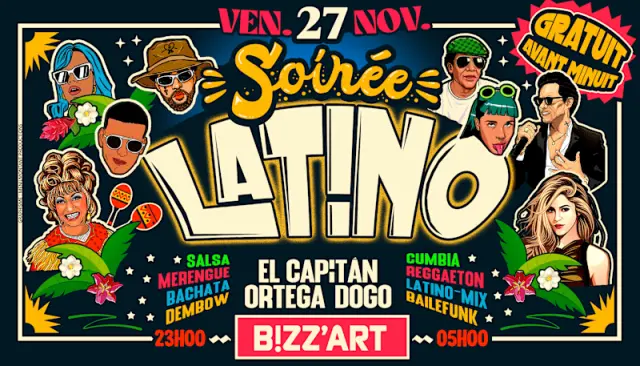 VEN. 27 NOV.
GRATUIT
AVANT MINUIT
Soirée
LAT!NO
SALSA
MERENGUE
BACHATA
DEMBOW
EL CAPiTÁN
ORTEGA DOGO
CUMBIA
REGGAETON
LATINO-MIX
BAILEFUNK
23H00
B!ZZ'ART
05H00